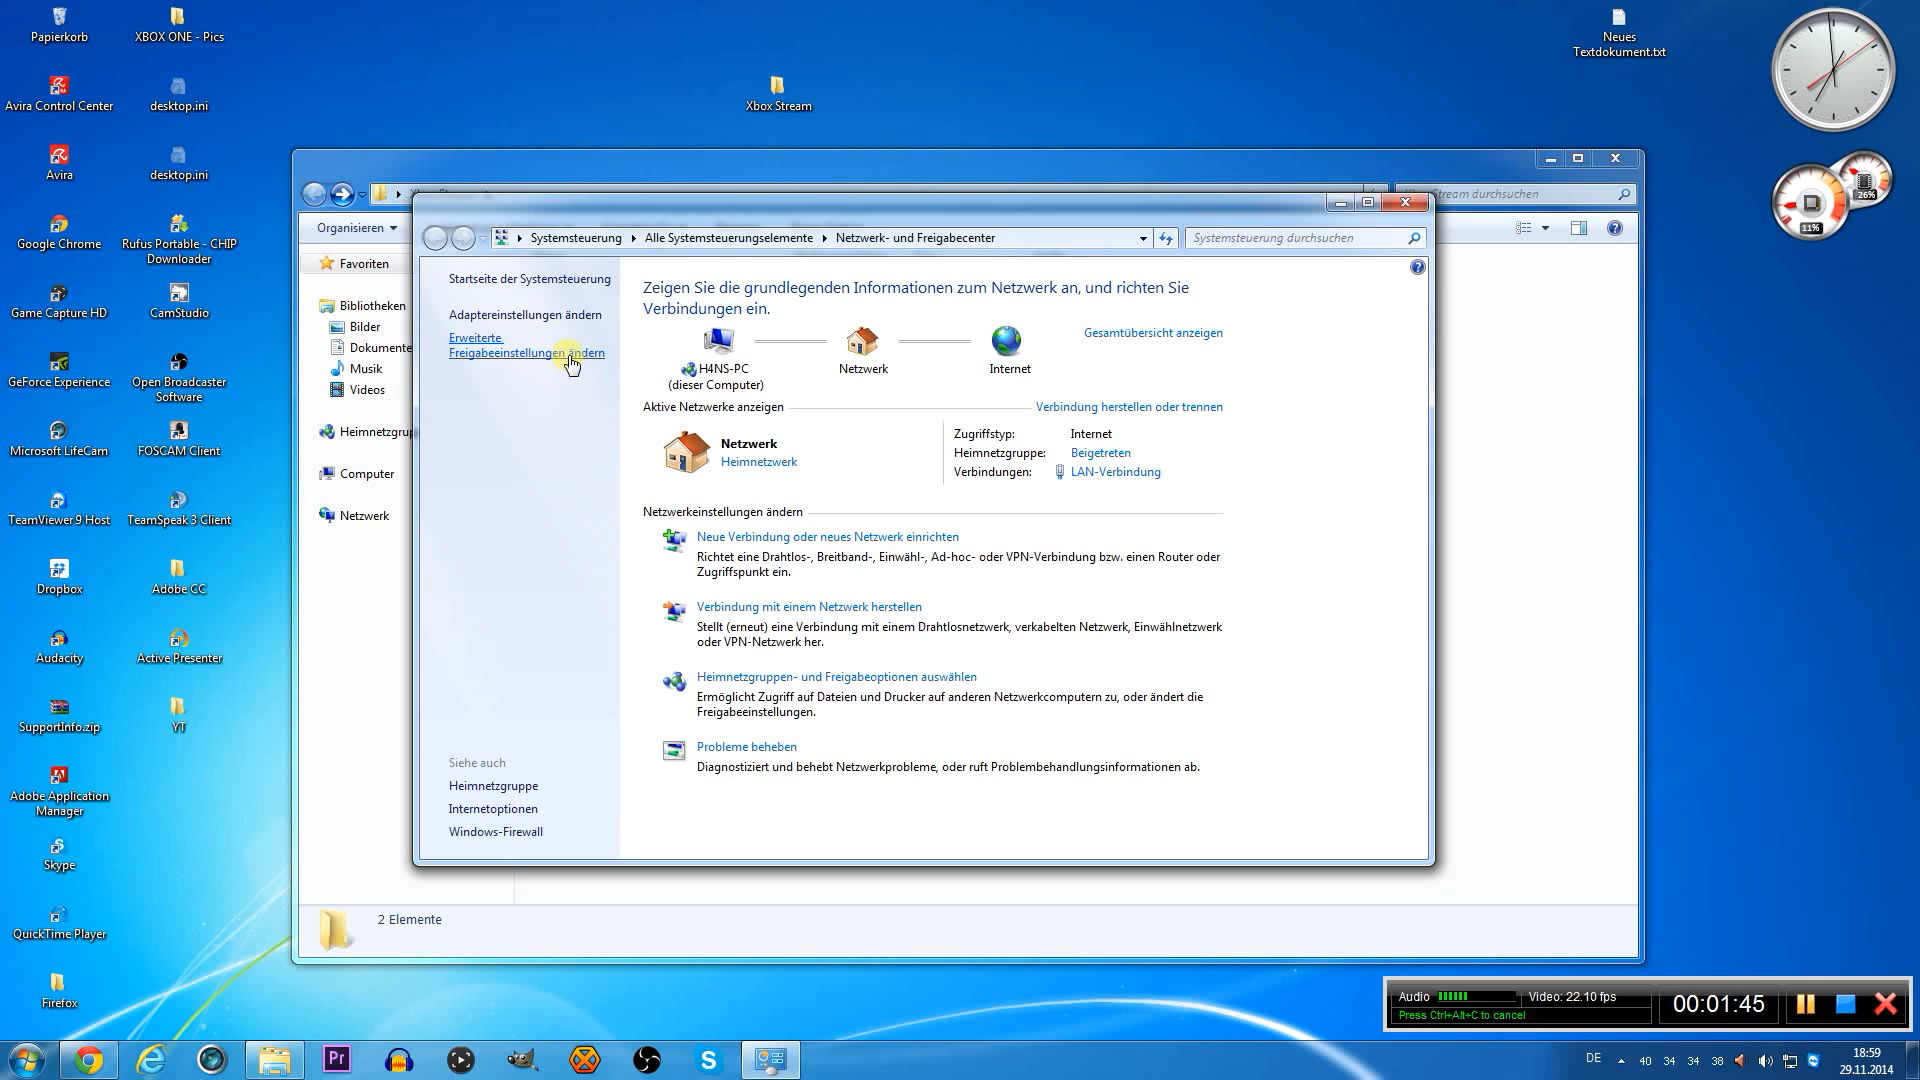 Papierkorb
XBOX ONE - Pics
Xbox Stream
Neues
Textdokument.txt
Avira Control Center
desktop.ini
Avira
desktop.ini
Google Chrome
Rufus Portable - CHIP
Downloader
Game Capture HD
CamStudio
GeForce Experience
Open Broadcaster
Software
Microsoft LifeCam
FOSCAM Client
TeamViewer 9 Host
TeamSpeak 3 Client
Dropbox
Adobe CC
Audacity
Active Presenter
SupportInfo.zip
YT
Adobe Application
Manager
Skype
QuickTime Player
Firefox
26%
11%
Stream durchsuchen
Organisieren
Favoriten
Bibliotheken
Bilder
Dokumente
Musik
Videos
Heimnetzgrup
Computer
Netzwerk
2 Elemente
Systemsteuerung
Alle Systemsteuerungselemente
Netzwerk- und Freigabecenter
Systemsteuerung durchsuchen
Startseite der Systemsteuerung
Adaptereinstellungen ändern
Erweiterte
Freigabeeinstellungen ändern
Siehe auch
Heimnetzgruppe
Internetoptionen
Windows-Firewall
Zeigen Sie die grundlegenden Informationen zum Netzwerk an, und richten Sie
Verbindungen ein.
Gesamtübersicht anzeigen
H4NS-PC
(dieser Computer)
Netzwerk
Internet
Aktive Netzwerke anzeigen
Verbindung herstellen oder trennen
Netzwerk
Heimnetzwerk
Zugriffstyp: Internet
Heimnetzgruppe: Beigetreten
Verbindungen: LAN-Verbindung
Netzwerkeinstellungen ändern
Neue Verbindung oder neues Netzwerk einrichten
Richtet eine Drahtlos-, Breitband-, Einwähl-, Ad-hoc- oder VPN-Verbindung bzw. einen Router oder
Zugriffspunkt ein.
Verbindung mit einem Netzwerk herstellen
Stellt (erneut) eine Verbindung mit einem Drahtlosnetzwerk, verkabelten Netzwerk, Einwählnetzwerk
oder VPN-Netzwerk her.
Heimnetzgruppen- und Freigabeoptionen auswählen
Ermöglicht Zugriff auf Dateien und Drucker auf anderen Netzwerkcomputern zu, oder ändert die
Freigabeeinstellungen.
Probleme beheben
Diagnostiziert und behebt Netzwerkprobleme, oder ruft Problembehandlungsinformationen ab.
Audio
Video: 22.10 fps
Press Ctrl+Alt+C to cancel
00:01:45
Pr
DE
40 34 34 38
18:59
29.11.2014